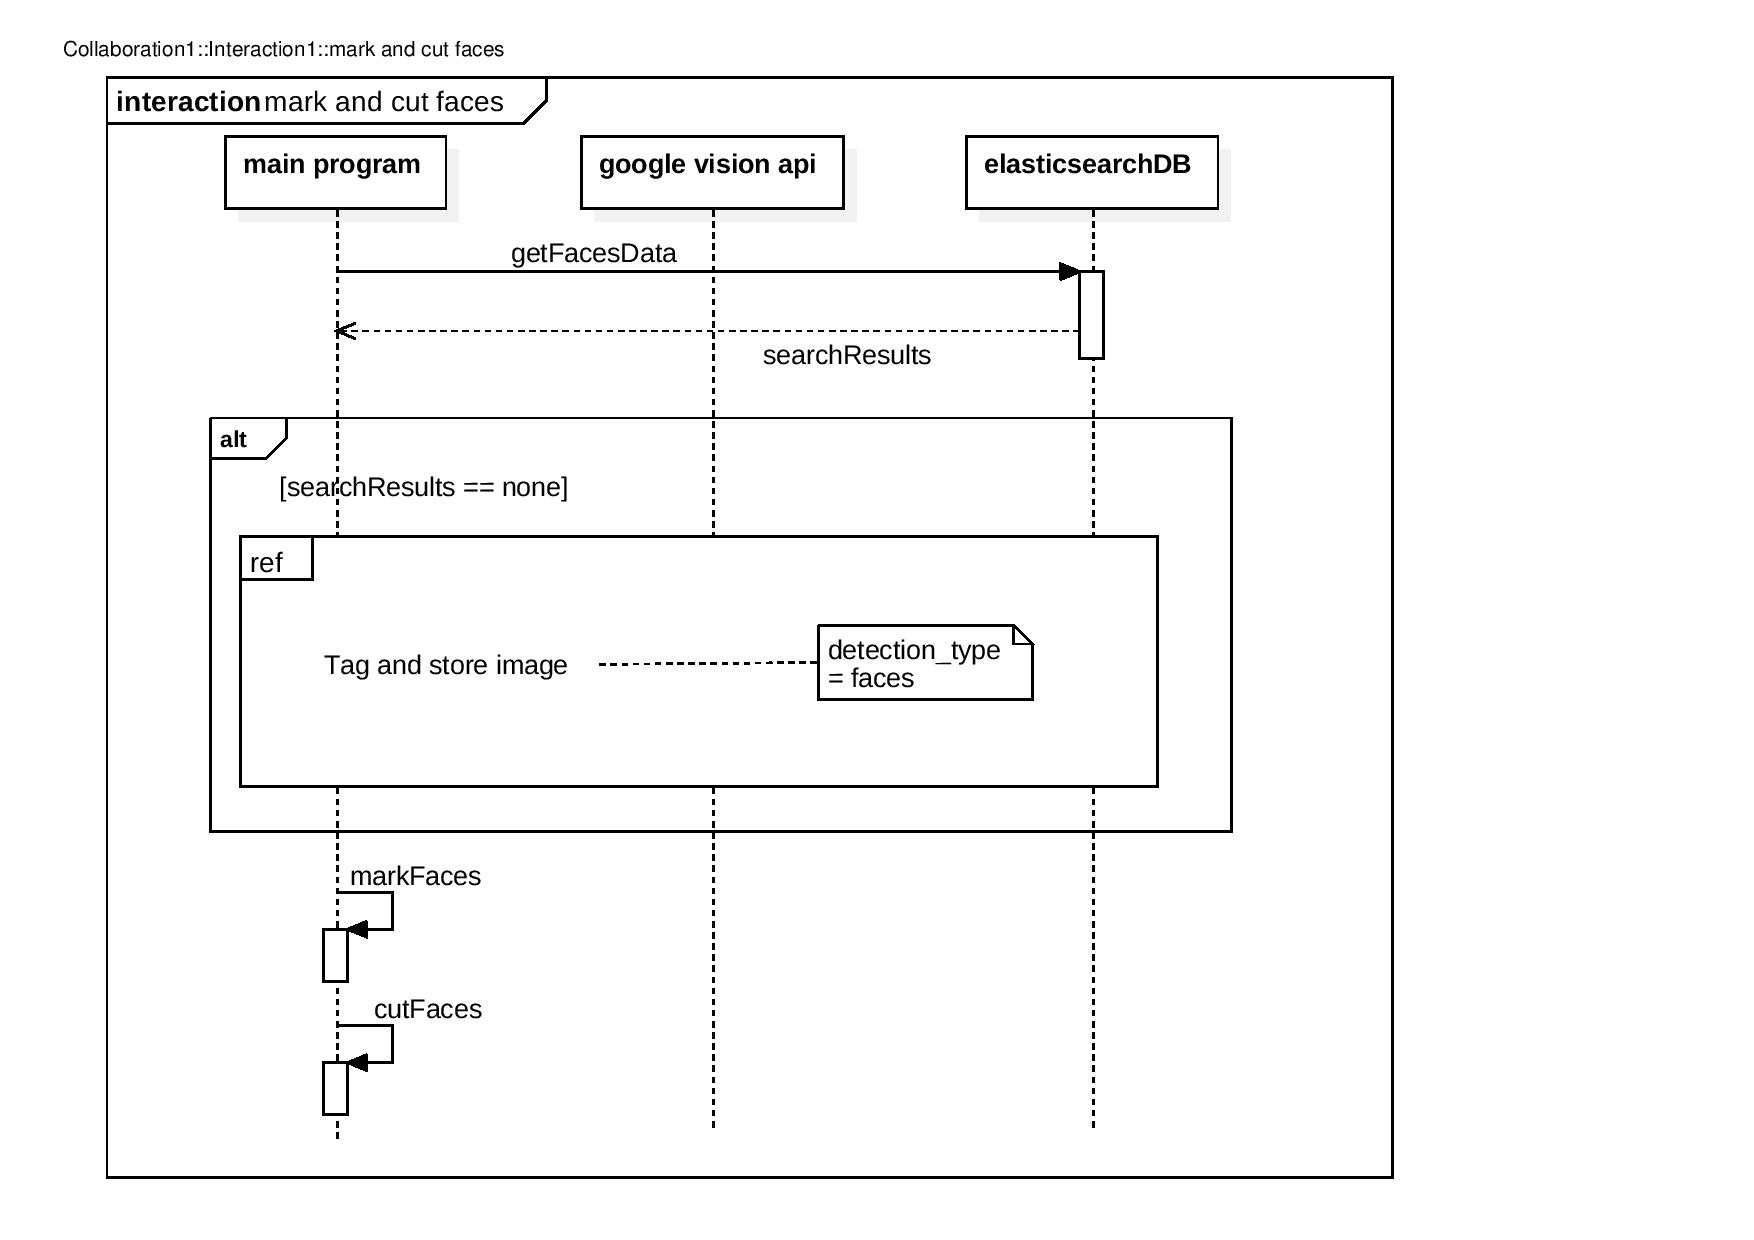 Collaboration1::Interaction1::mark and cut faces
interaction mark and cut faces
main program
google vision api
elasticsearchDB
getFacesData
searchResults
alt
[searchResults == none]
ref
Tag and store image
detection_type
= faces
markFaces
cutFaces